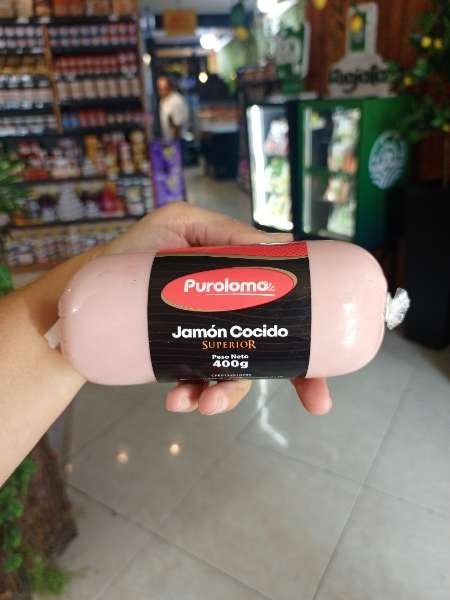 Puroloma
Jamón Cocido
SUPERIOR
Peso Neto
400g